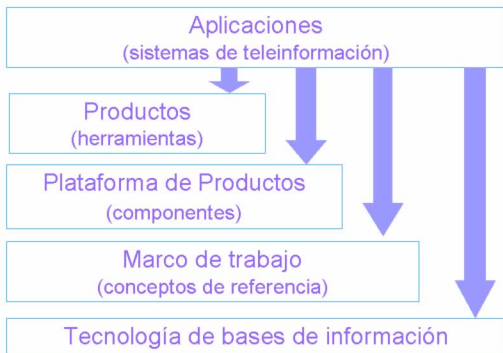 Aplicaciones
(sistemas de teleinformación)
Productos
(herramientas)
Plataforma de Productos
(componentes)
Marco de trabajo
(conceptos de referencia)
Tecnología de bases de información